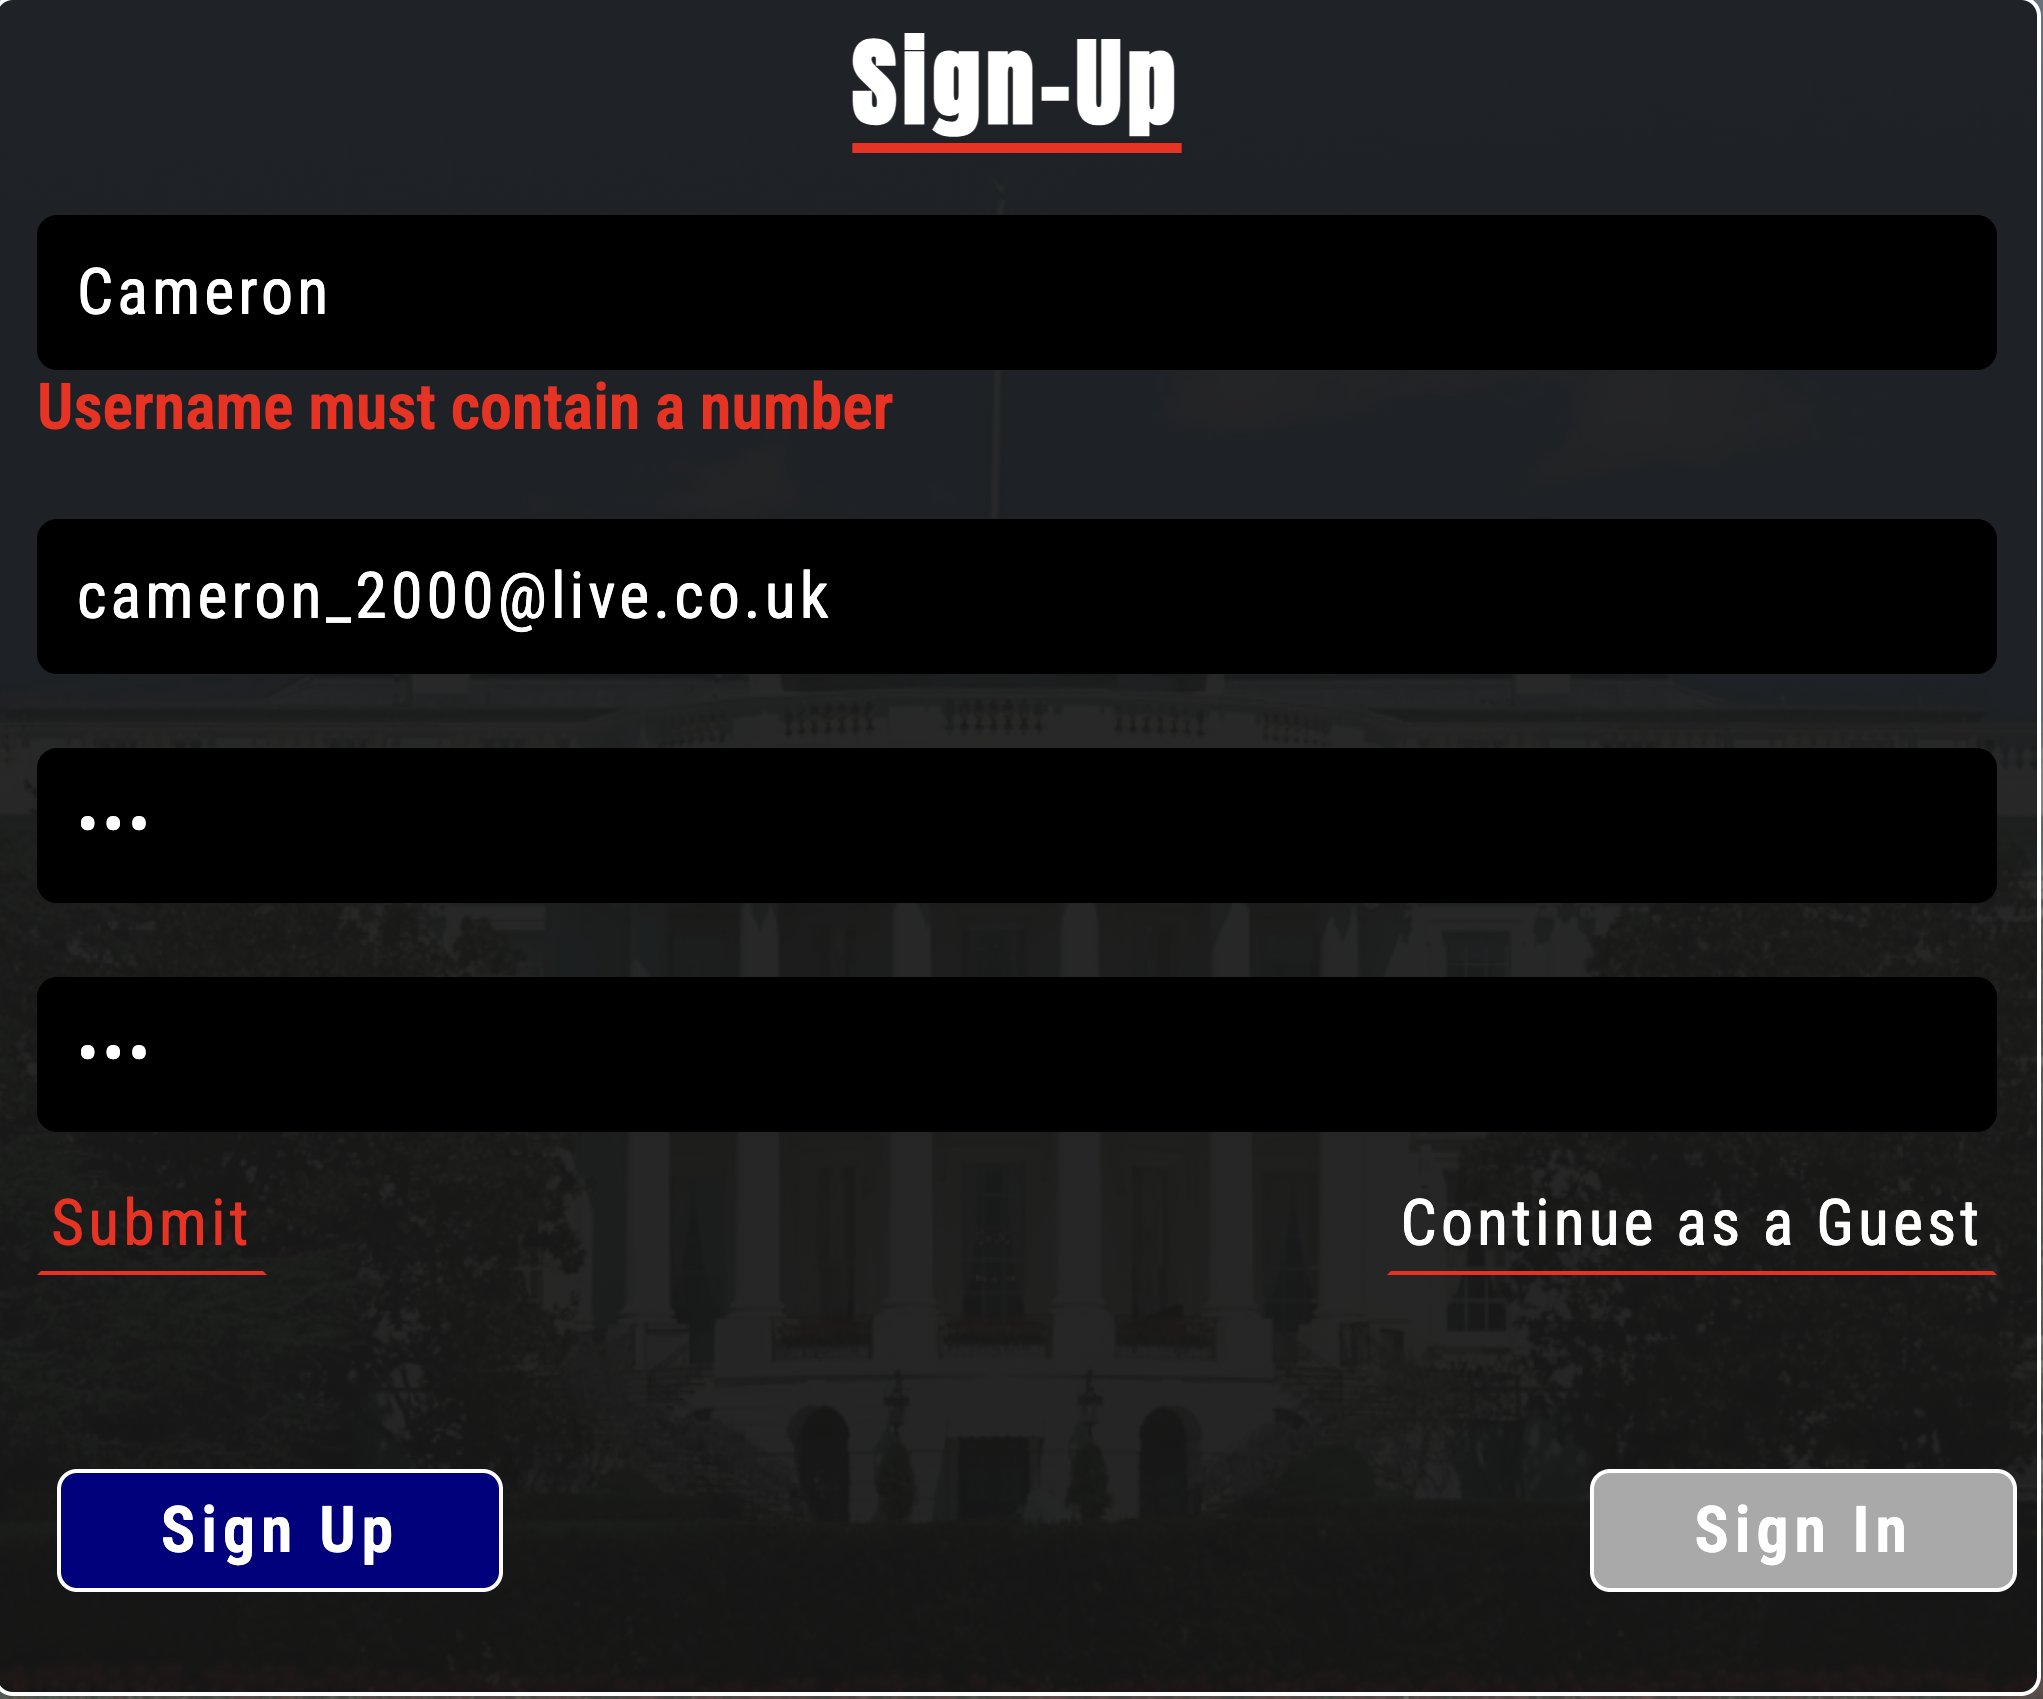 Sign-Up
Cameron
Username must contain a number
cameron_2000@live.co.uk
•••
•••
Submit
Continue as a Guest
Sign Up
Sign In